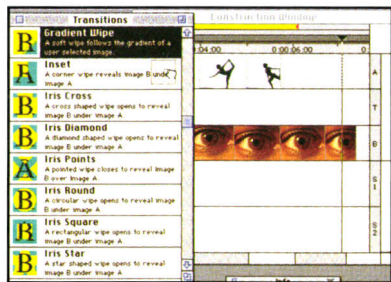 Transitions
Construction Window
Gradient Wipe
A soft wipe follows the gradient of a
user selected image.
Inset
A corner wipe reveals image B under
image A.
Iris Cross
A cross shaped wipe opens to reveal
image B under image A.
Iris Diamond
A diamond shaped wipe opens to reveal
image B under image A.
Iris Points
A pointed wipe closes to reveal image
B over image A.
Iris Round
A circular wipe opens to reveal image
B under image A.
Iris Square
A rectangular wipe opens to reveal
image B under image A.
Iris Star
A star shaped wipe opens to reveal
image B under image A.
B
A
B
B
A
B
B
B
:04:00
0:00:06:00
A
T
B
S1
S2
Info